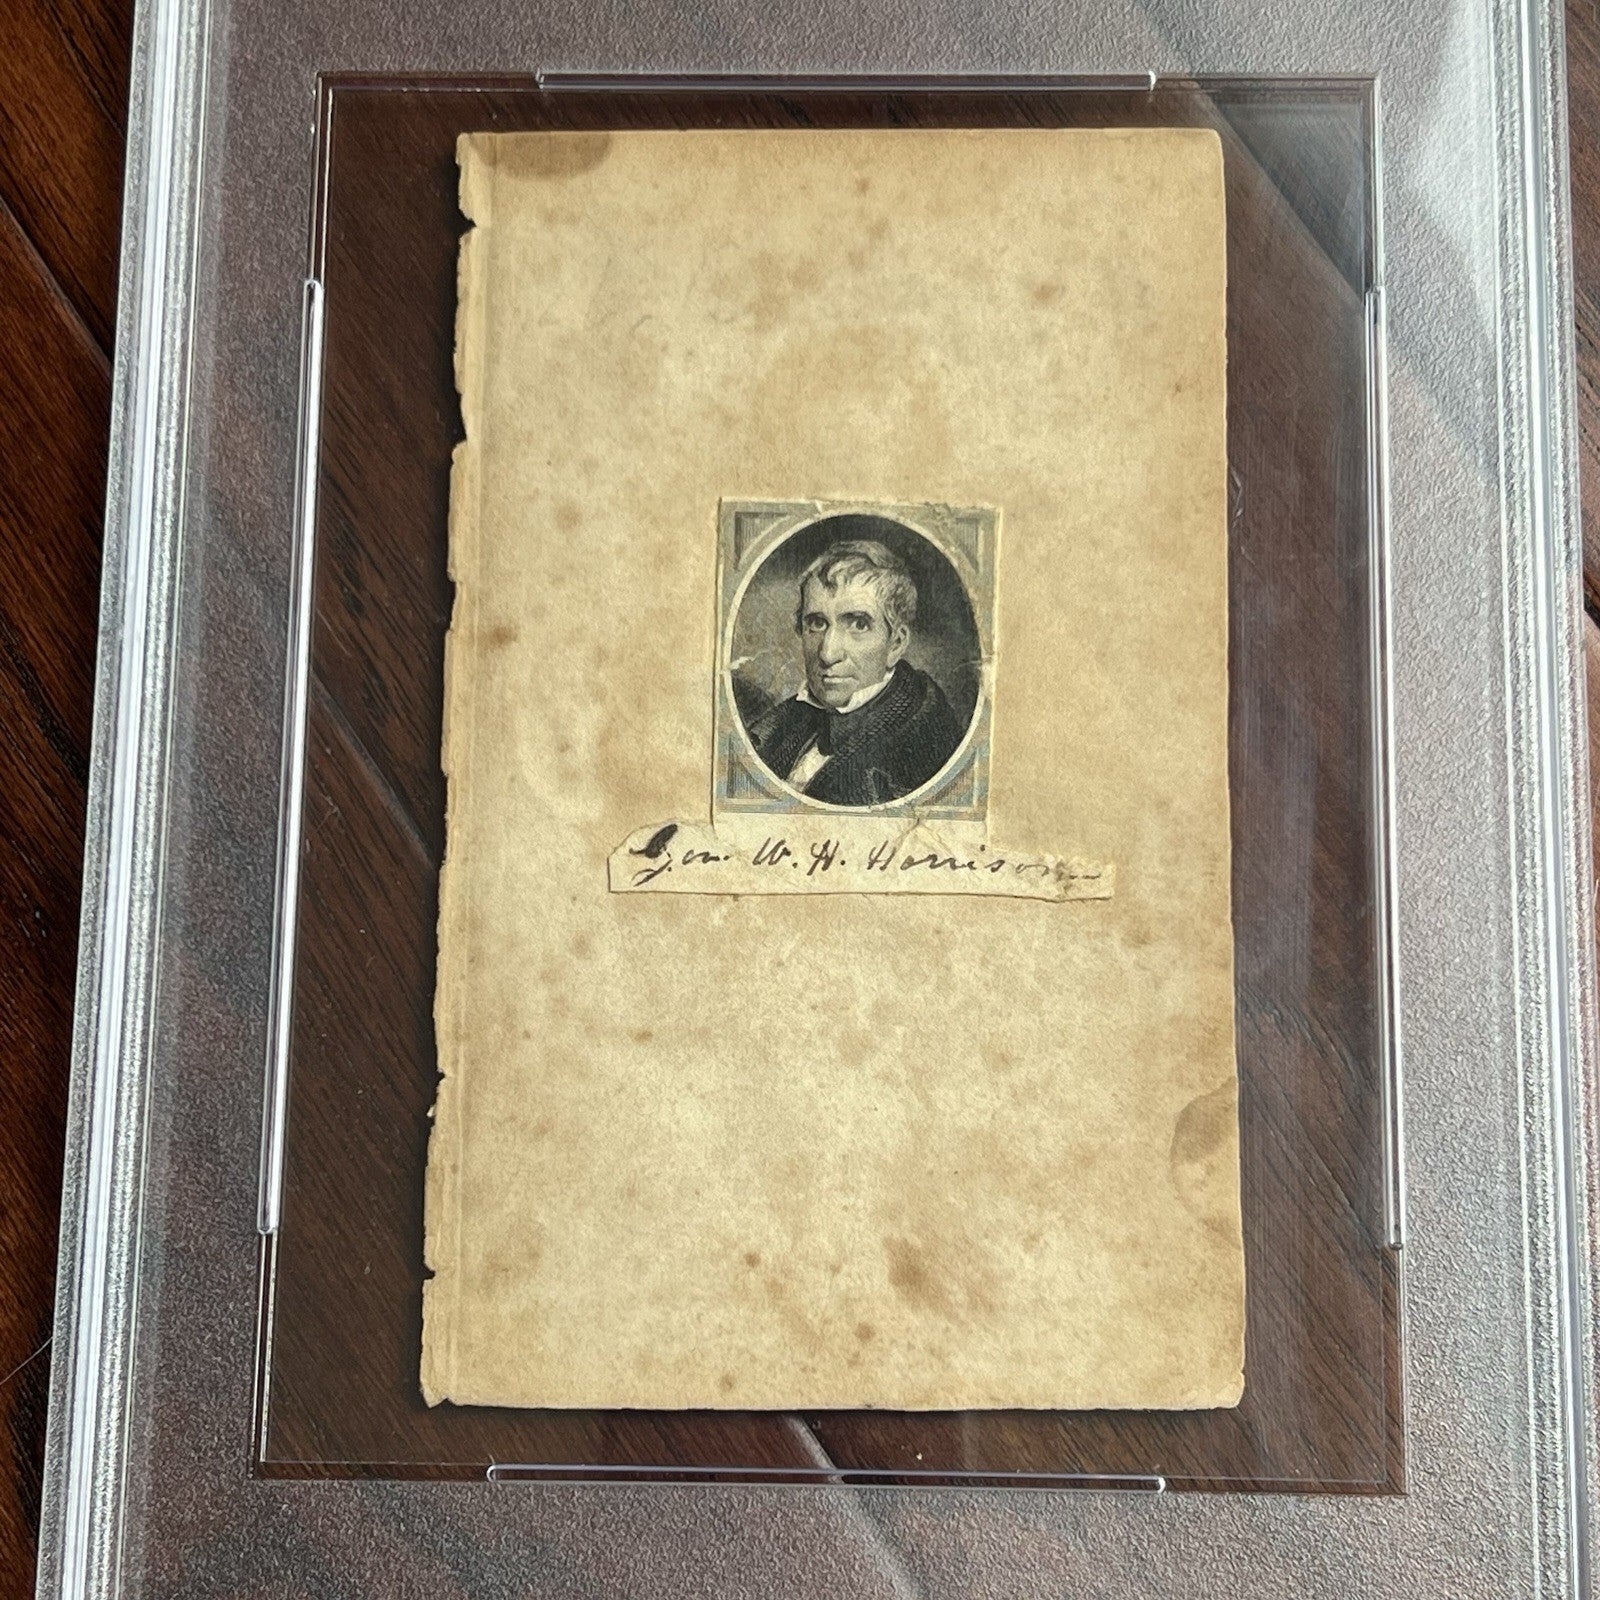 Gen. W. H. Harrison